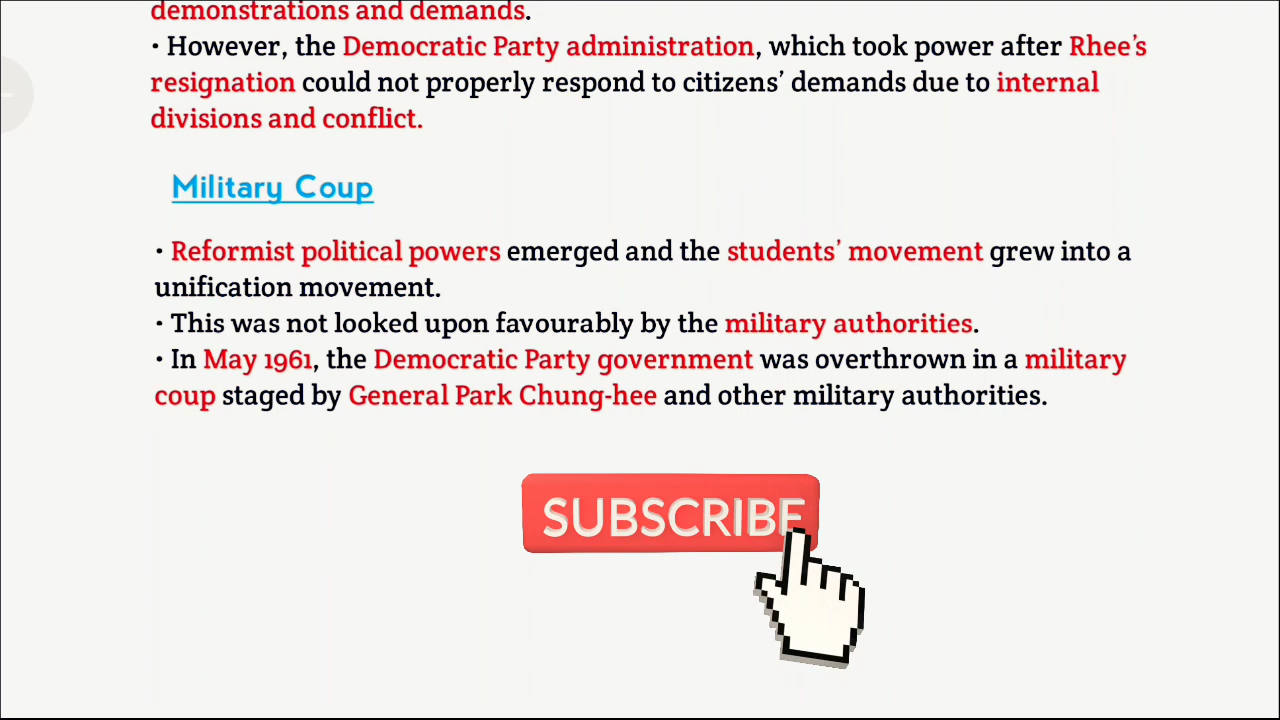 demonstrations and demands.
• However, the Democratic Party administration, which took power after Rhee’s
resignation could not properly respond to citizens’ demands due to internal
divisions and conflict.
Military Coup
• Reformist political powers emerged and the students’ movement grew into a
unification movement.
• This was not looked upon favourably by the military authorities.
• In May 1961, the Democratic Party government was overthrown in a military
coup staged by General Park Chung-hee and other military authorities.
SUBSCRIBE